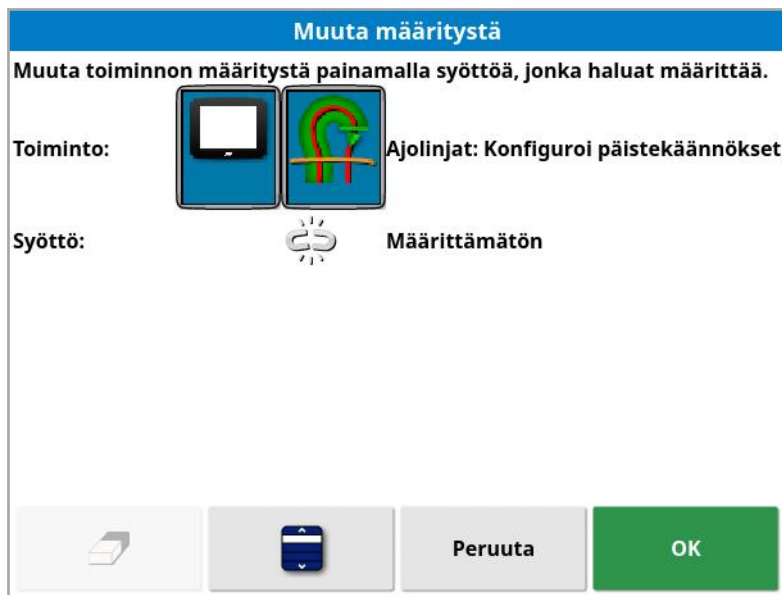 Muuta määritystä
Muuta toiminnon määritystä painamalla syöttöä, jonka haluat määrittää.
Toiminto: Ajolinjat: Konfiguroi päistekäännökset
Syöttö: Määrittämätön
Peruuta OK